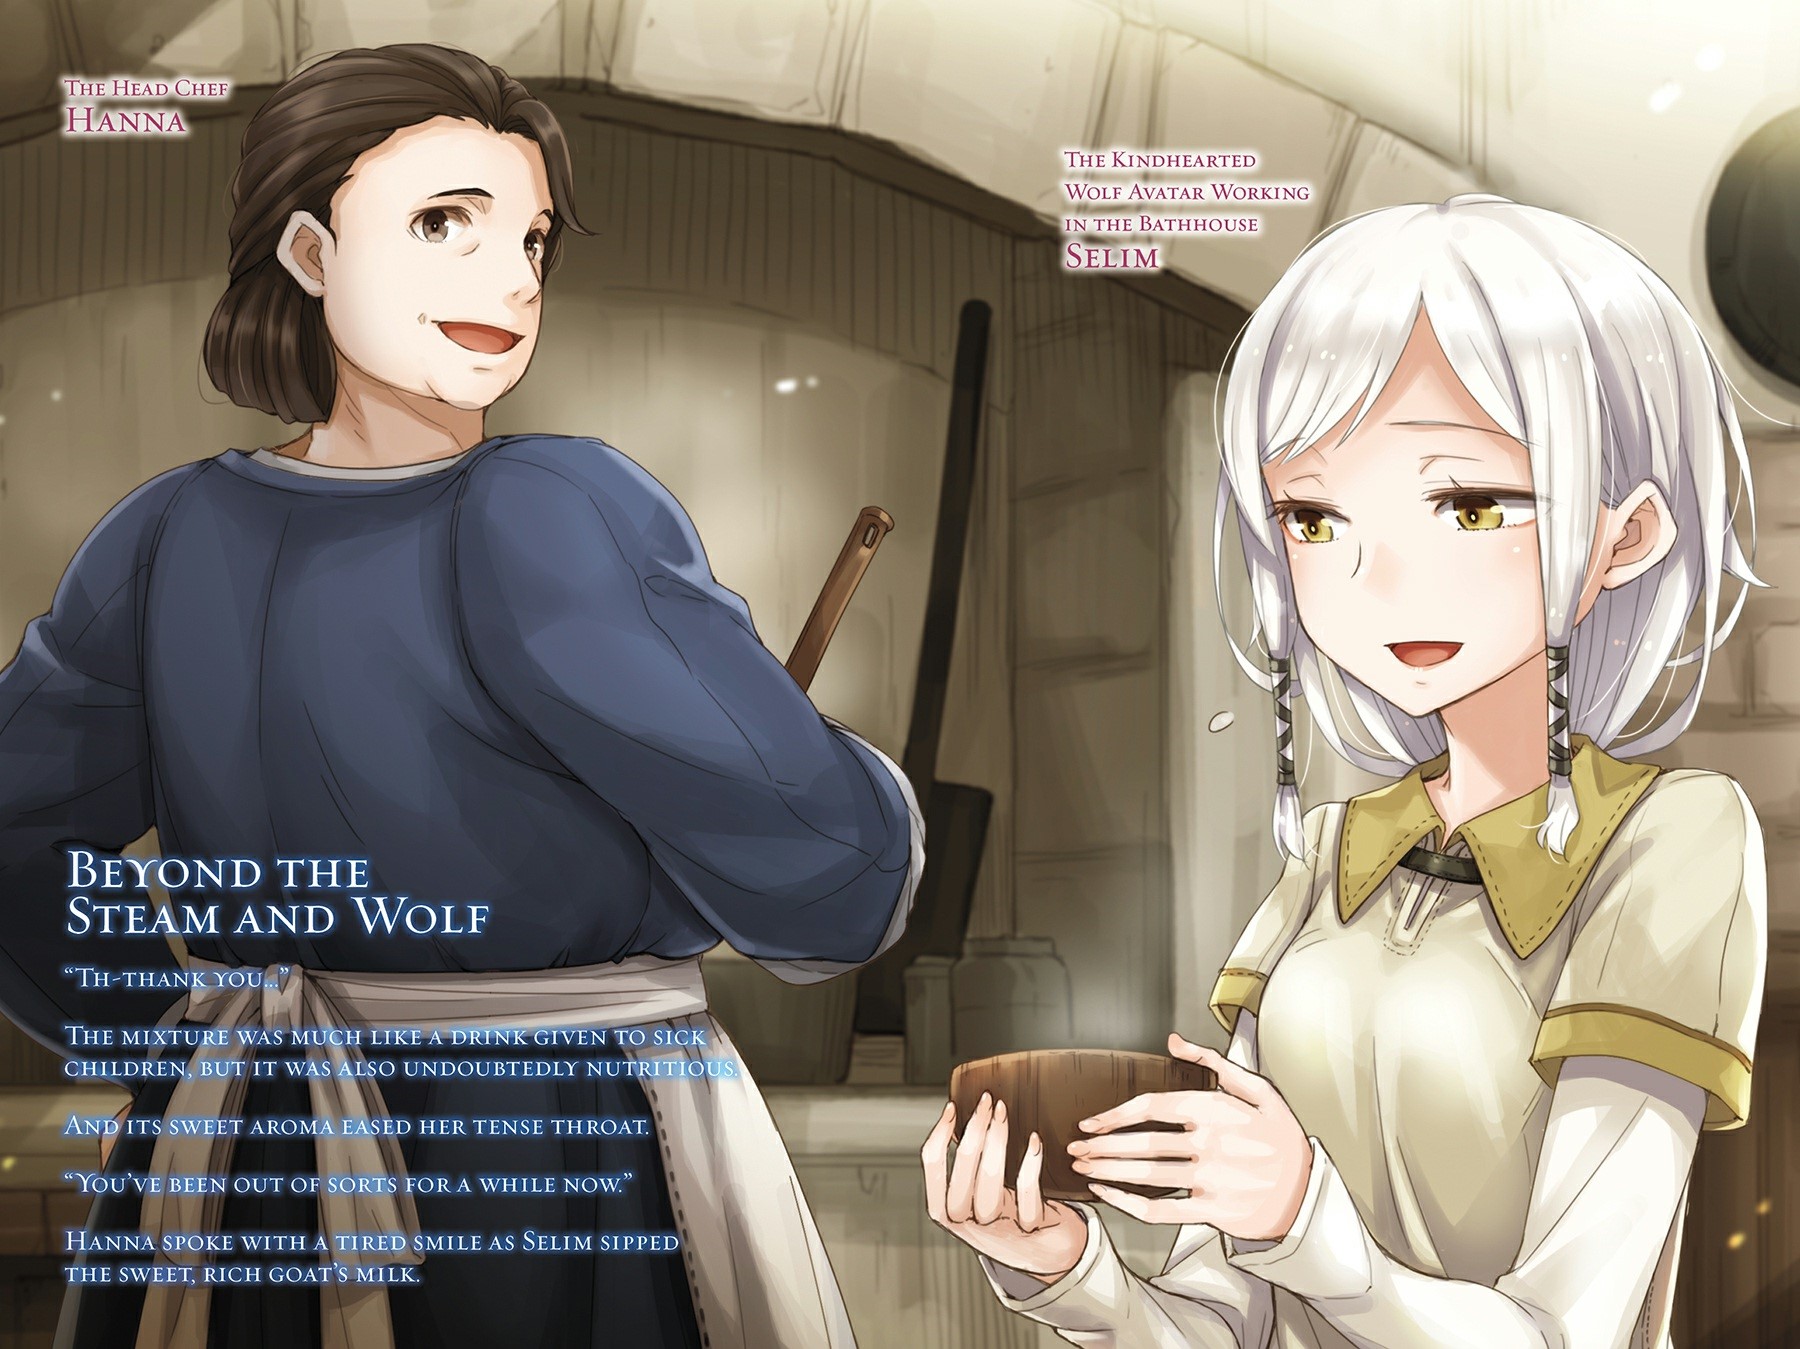 The Head Chef
Hanna
The Kindhearted
Wolf Avatar Working
in the Bathhouse
Selim
Beyond the
Steam and Wolf
“Th-thank you...”
The mixture was much like a drink given to sick
children, but it was also undoubtedly nutritious.
And its sweet aroma eased her tense throat.
“You’ve been out of sorts for a while now.”
Hanna spoke with a tired smile as Selim sipped
the sweet, rich goat’s milk.